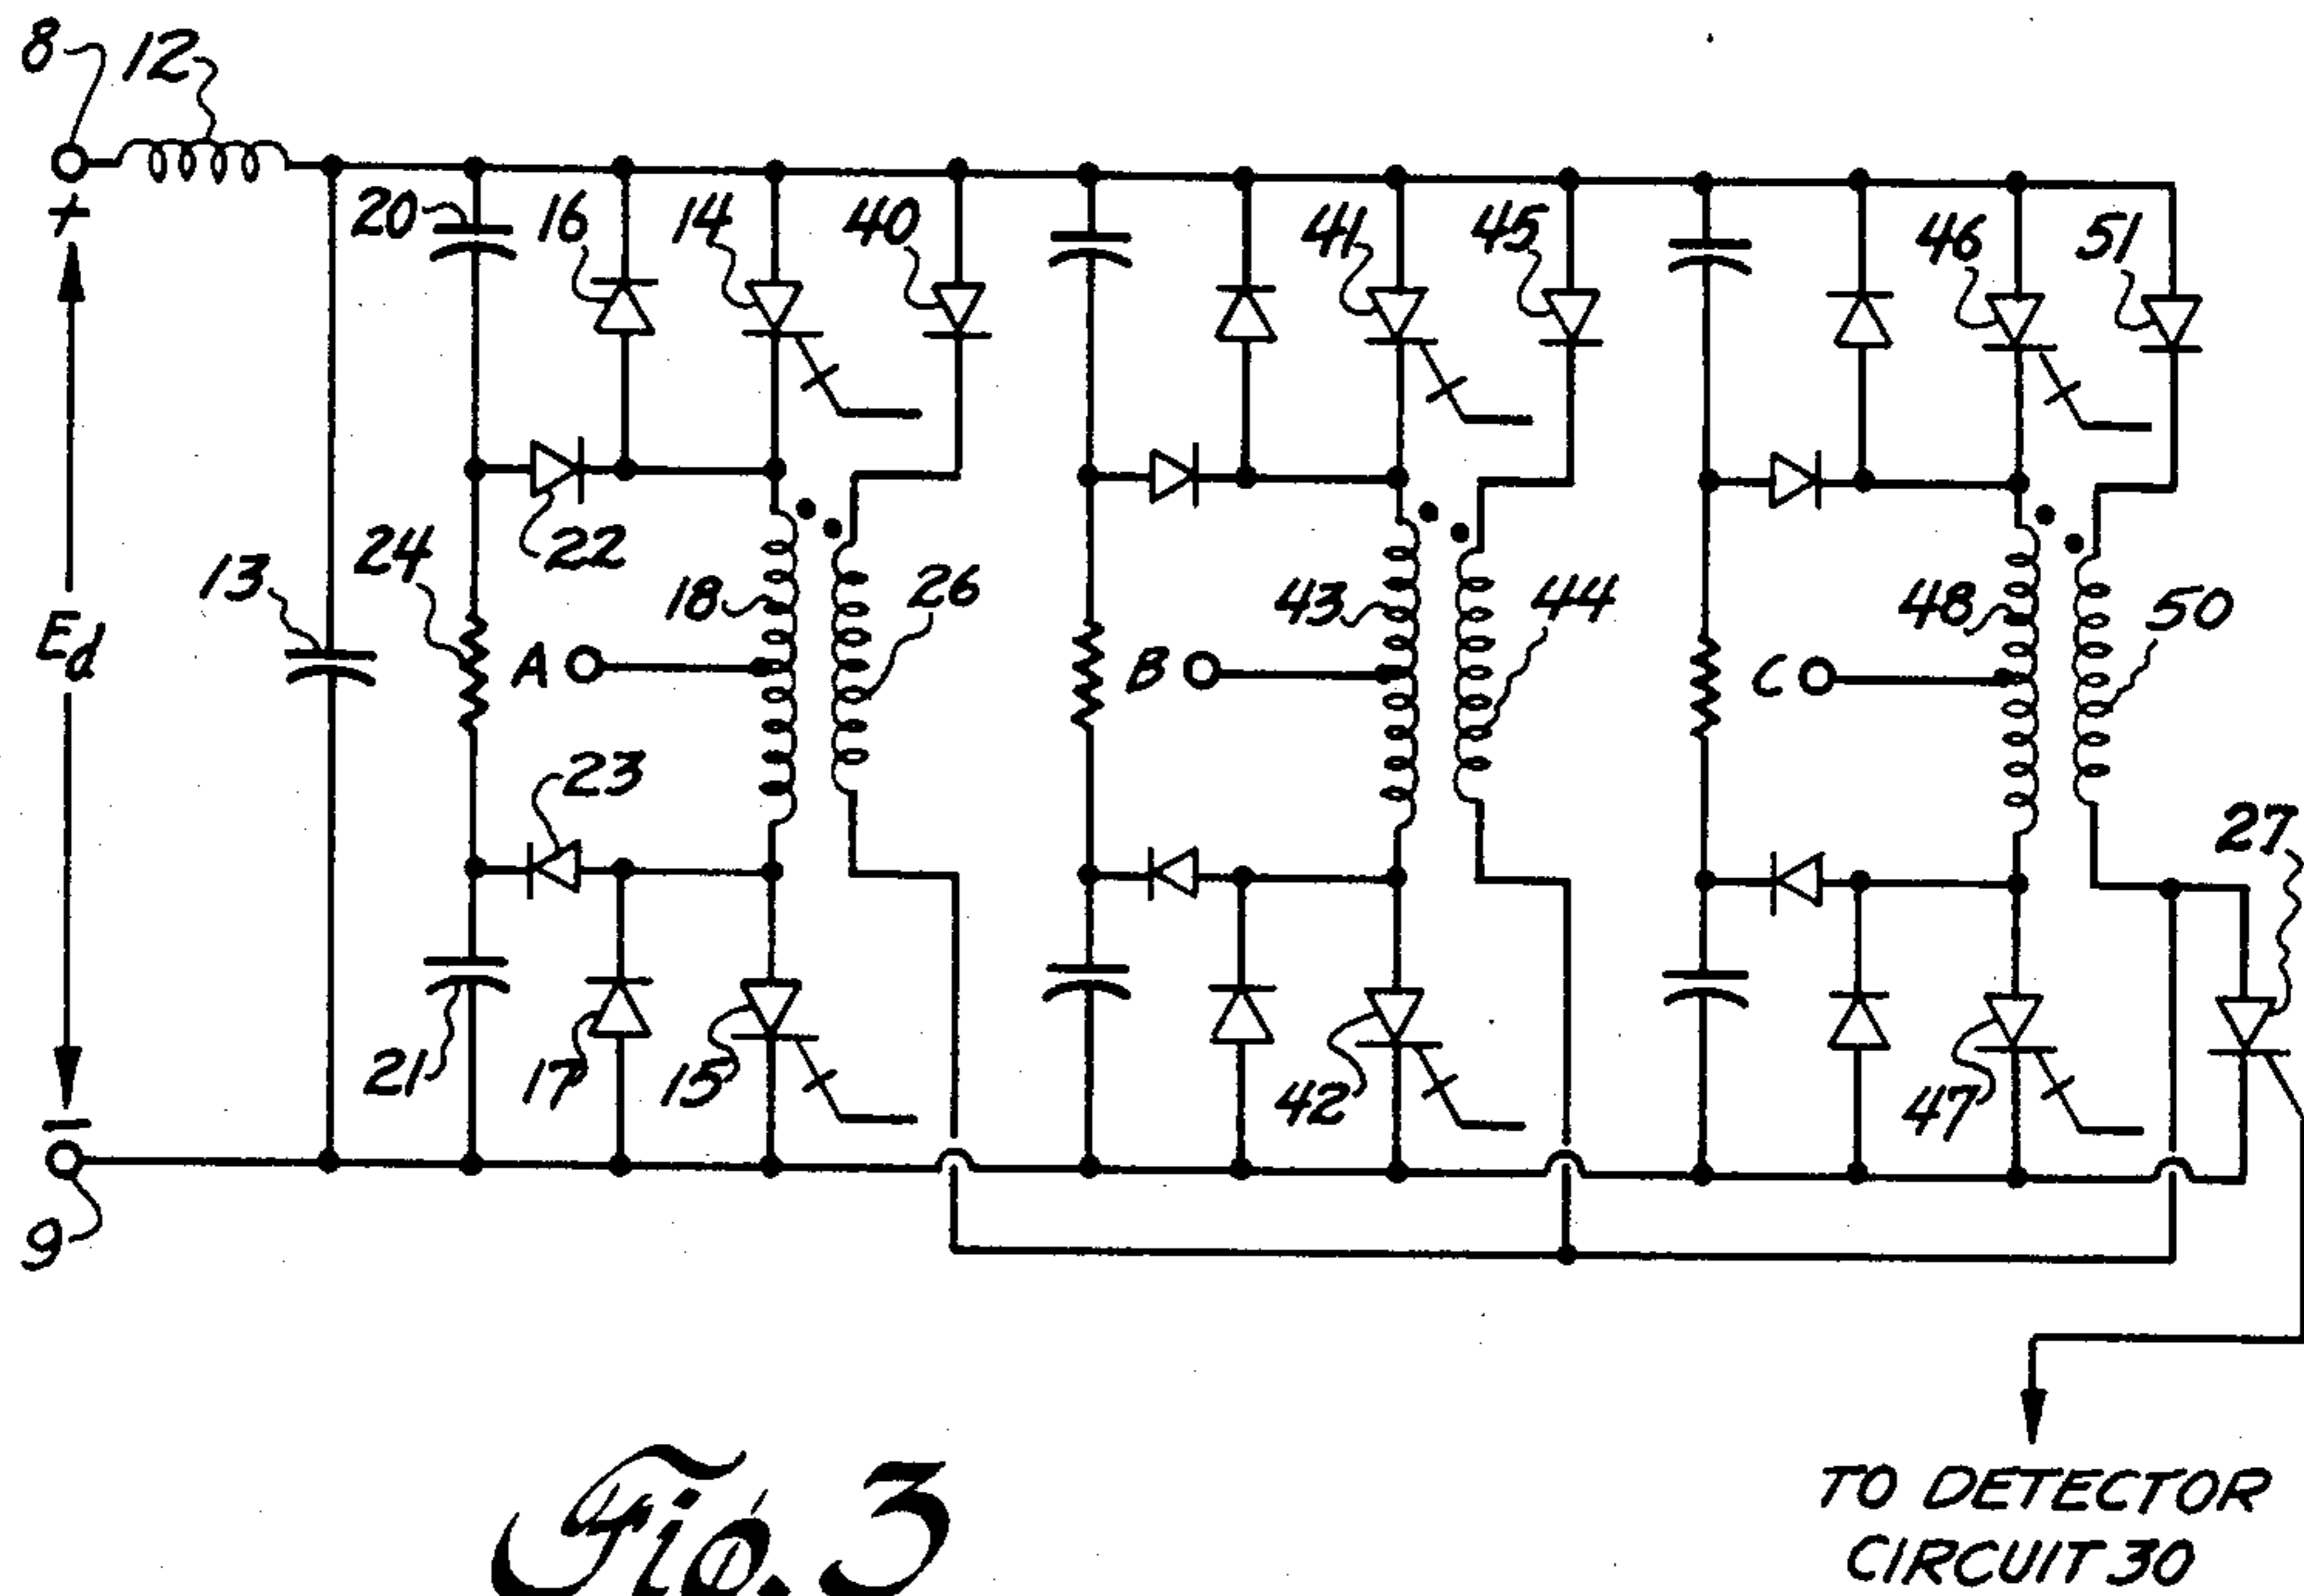 8 12
+
20 16 14 40 41 45 46 51
22
24
13 18 26 43 44 48 50
Ed
A B C
23
27
21 17 15 42 47
−
9
TO DETECTOR
CIRCUIT 30
Fig. 3